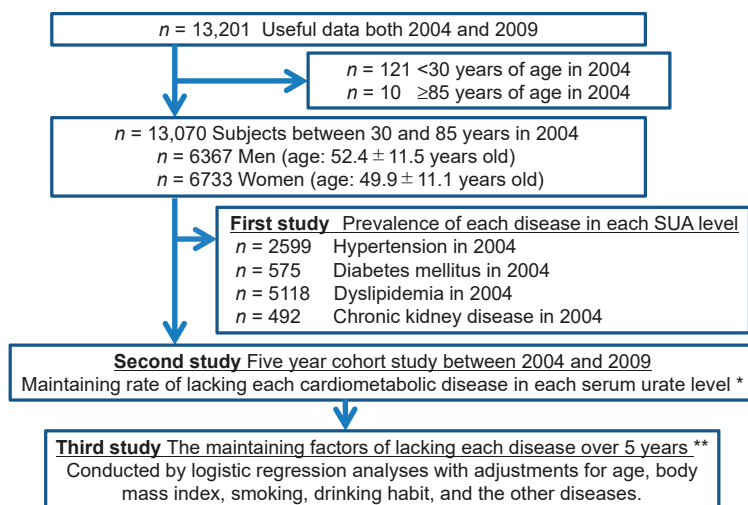 n = 13,201 Useful data both 2004 and 2009
n = 121 <30 years of age in 2004
n = 10 ≥85 years of age in 2004
n = 13,070 Subjects between 30 and 85 years in 2004
n = 6367 Men (age: 52.4 ± 11.5 years old)
n = 6733 Women (age: 49.9 ± 11.1 years old)
First study Prevalence of each disease in each SUA level
n = 2599 Hypertension in 2004
n = 575 Diabetes mellitus in 2004
n = 5118 Dyslipidemia in 2004
n = 492 Chronic kidney disease in 2004
Second study Five year cohort study between 2004 and 2009
Maintaining rate of lacking each cardiometabolic disease in each serum urate level *
Third study The maintaining factors of lacking each disease over 5 years **
Conducted by logistic regression analyses with adjustments for age, body
mass index, smoking, drinking habit, and the other diseases.